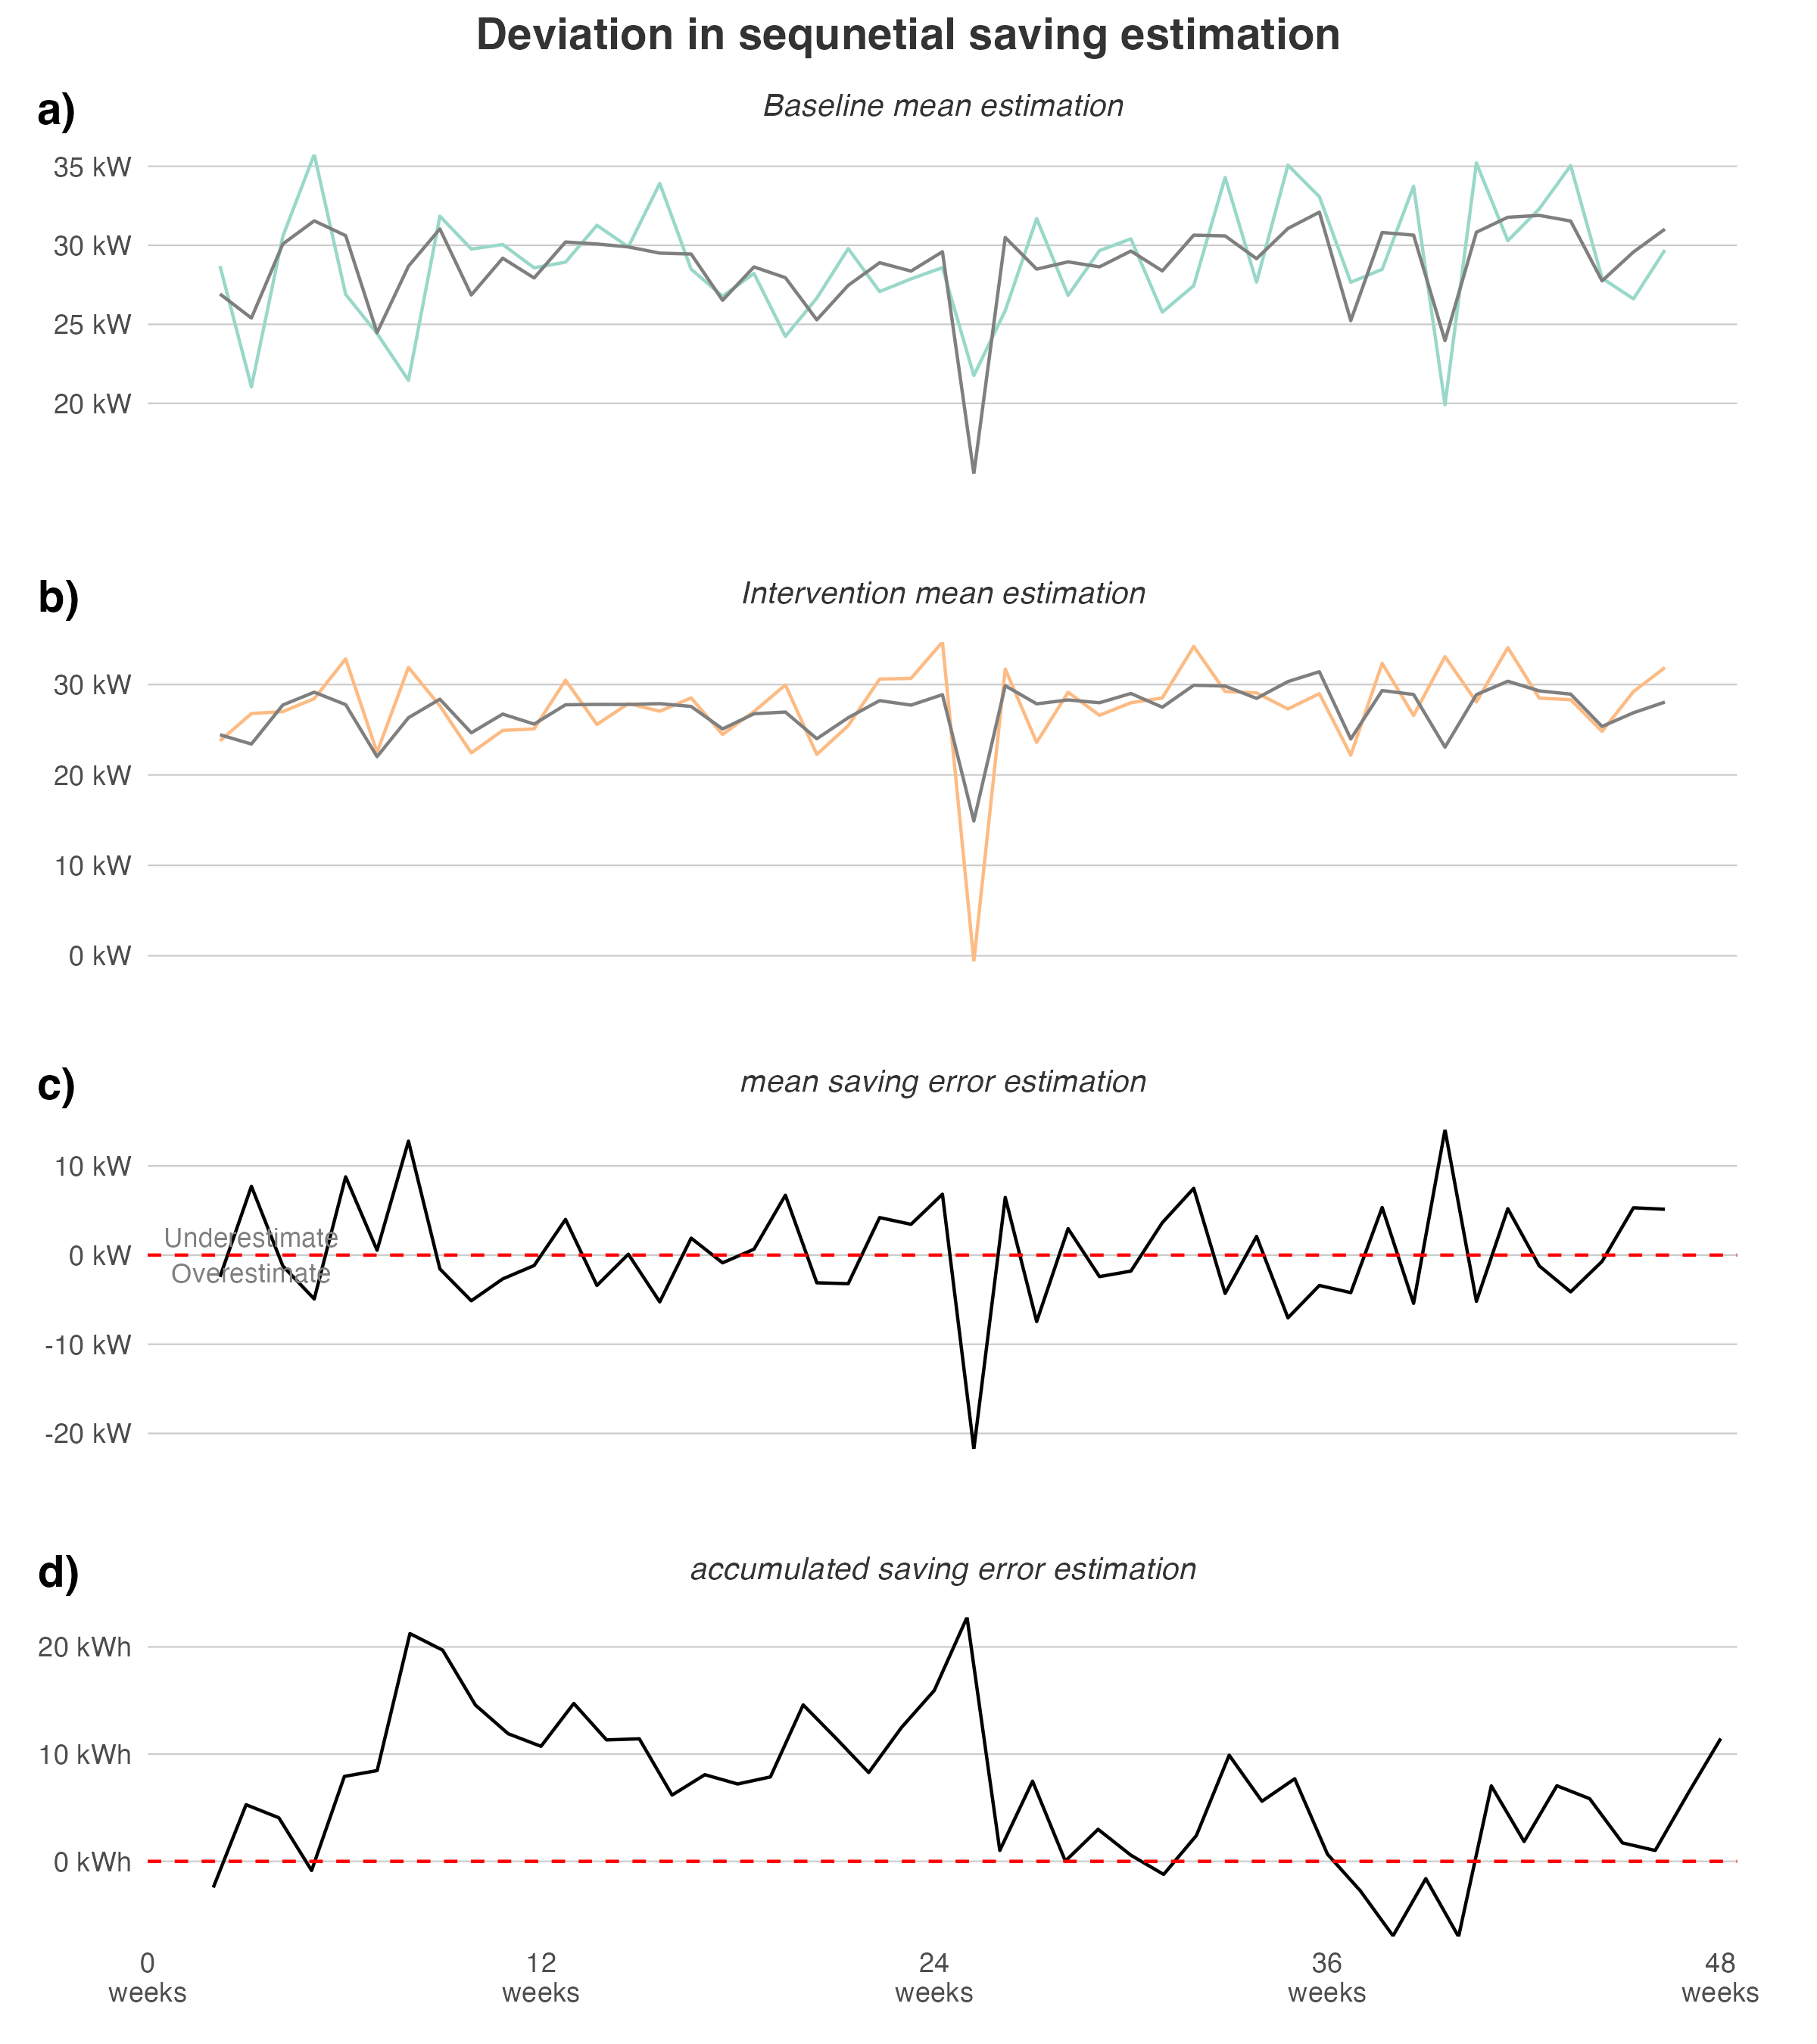 Deviation in sequnetial saving estimation
a)
Baseline mean estimation
35 kW
30 kW
25 kW
20 kW
b)
Intervention mean estimation
30 kW
20 kW
10 kW
0 kW
c)
mean saving error estimation
10 kW
Underestimate
0 kW
Overestimate
-10 kW
-20 kW
d)
accumulated saving error estimation
20 kWh
10 kWh
0 kWh
0 12 24 36 48
weeks weeks weeks weeks weeks